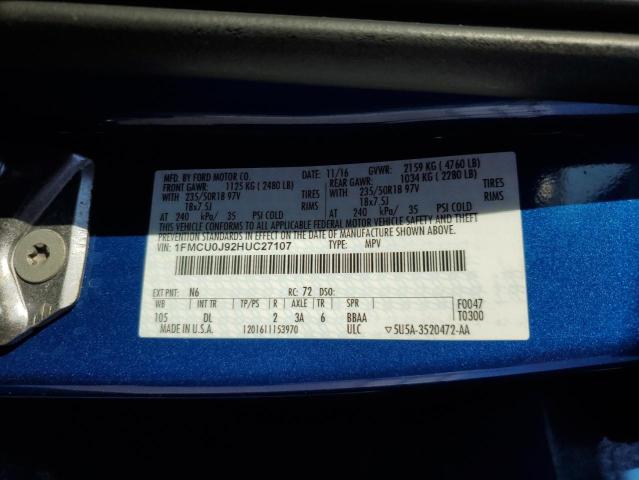 MFD. BY FORD MOTOR CO. 11/16 GVWR: 2159 KG ( 4760 LB)
FRONT GAWR: 1125 KG ( 2480 LB) REAR GAWR: 1034 KG ( 2280 LB)
WITH 235/50R18 97V TIRES WITH 235/50R18 97V TIRES
18x7.5J RIMS 18x7.5J RIMS
AT 240 kPa/ 35 PSI COLD AT 240 kPa/ 35 PSI COLD
THIS VEHICLE CONFORMS TO ALL APPLICABLE FEDERAL MOTOR VEHICLE SAFETY AND THEFT
PREVENTION STANDARDS IN EFFECT ON THE DATE OF MANUFACTURE SHOWN ABOVE.
VIN: 1FMCU0J92HUC27107 TYPE: MPV
EXT PNT: N6 RC: 72 DSO:
WB INT TR TP/PS R AXLE TR SPR F0047
105 DL 2 3A 6 BBAA T0300
MADE IN U.S.A. 1201611153970 ULC ▽5U5A-3520472-AA